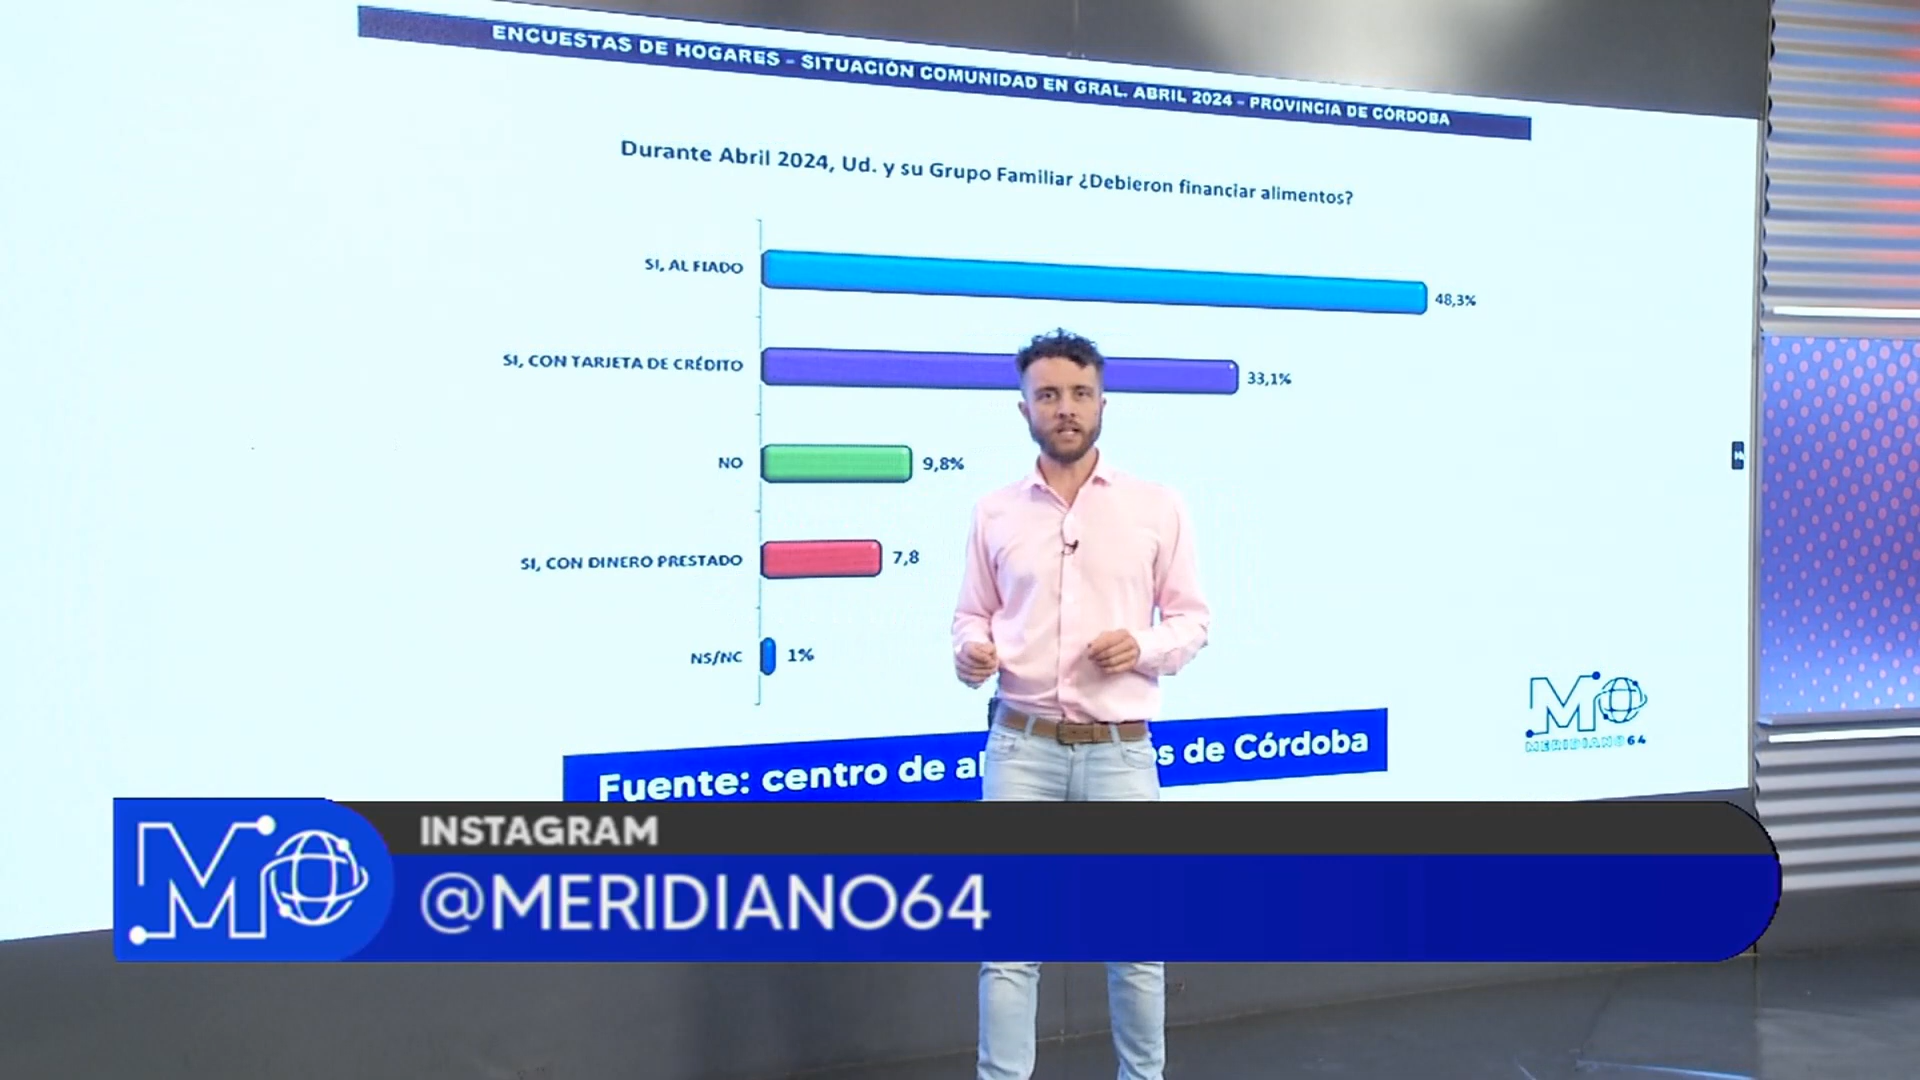 ENCUESTAS DE HOGARES - SITUACIÓN COMUNIDAD EN GRAL. ABRIL 2024 - PROVINCIA DE CÓRDOBA
Durante Abril 2024, Ud. y su Grupo Familiar ¿Debieron financiar alimentos?
SI, AL FIADO
48,3%
SI, CON TARJETA DE CRÉDITO
33,1%
NO
9,8%
SI, CON DINERO PRESTADO
7,8
NS/NC
1%
MERIDIANO64
Fuente: centro de de Córdoba
INSTAGRAM
@MERIDIANO64